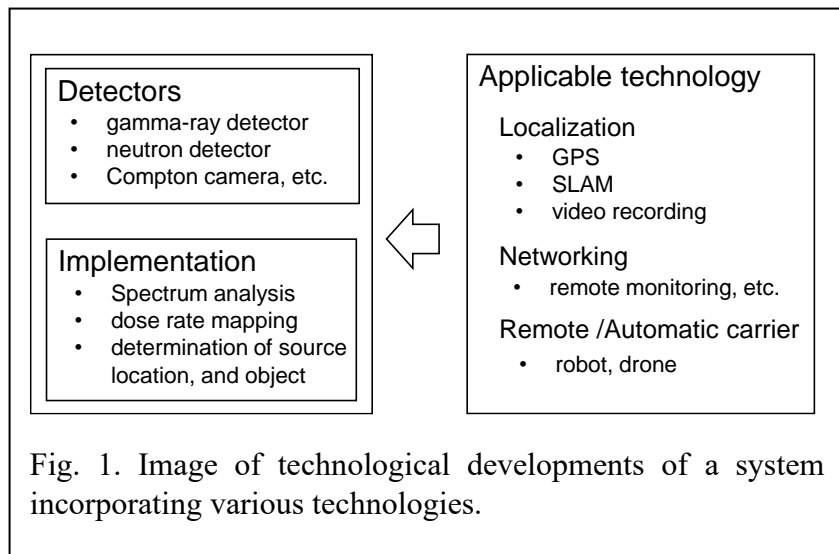 Detectors
• gamma-ray detector
• neutron detector
• Compton camera, etc.
Implementation
• Spectrum analysis
• dose rate mapping
• determination of source
location, and object
Applicable technology
Localization
• GPS
• SLAM
• video recording
Networking
• remote monitoring, etc.
Remote /Automatic carrier
• robot, drone
Fig. 1. Image of technological developments of a system
incorporating various technologies.